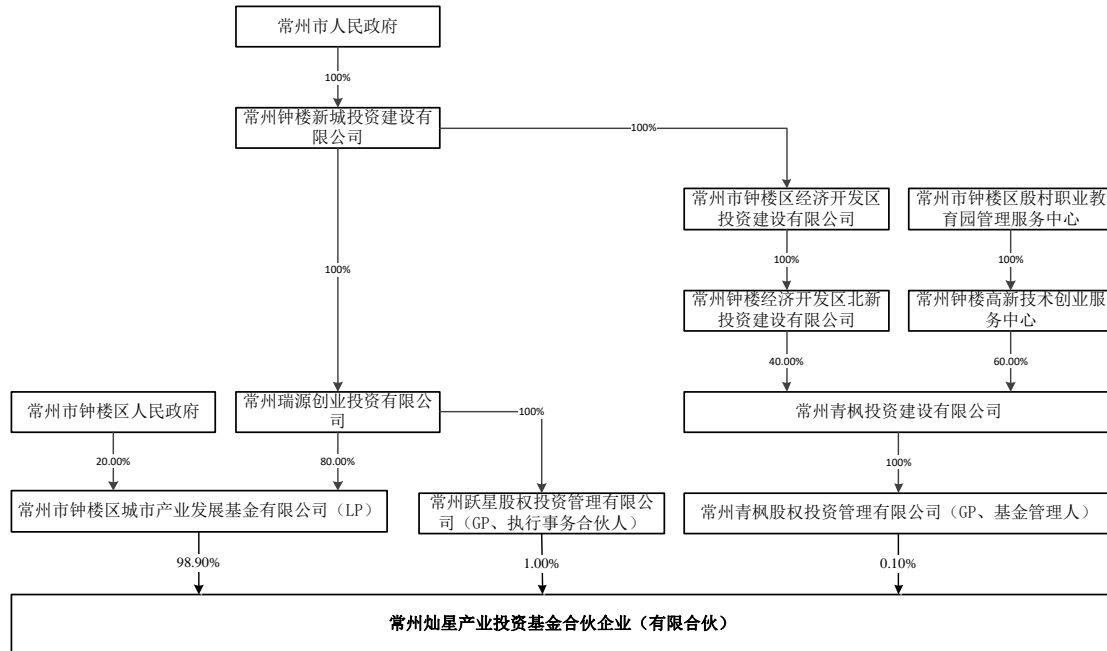 常州市人民政府
100%
常州钟楼新城投资建设有
限公司
100%
常州市钟楼区经济开发区
投资建设有限公司
常州市钟楼区殷村职业教
育园管理服务中心
100%
100%
100%
常州钟楼经济开发区北新
投资建设有限公司
常州钟楼高新技术创业服
务中心
40.00%
60.00%
常州市钟楼区人民政府
常州瑞源创业投资有限公
司
100%
常州青枫投资建设有限公司
20.00%
80.00%
100%
常州市钟楼区城市产业发展基金有限公司（LP）
常州跃星股权投资管理有限公
司（GP、执行事务合伙人）
常州青枫股权投资管理有限公司（GP、基金管理人）
98.90%
1.00%
0.10%
常州灿星产业投资基金合伙企业（有限合伙）